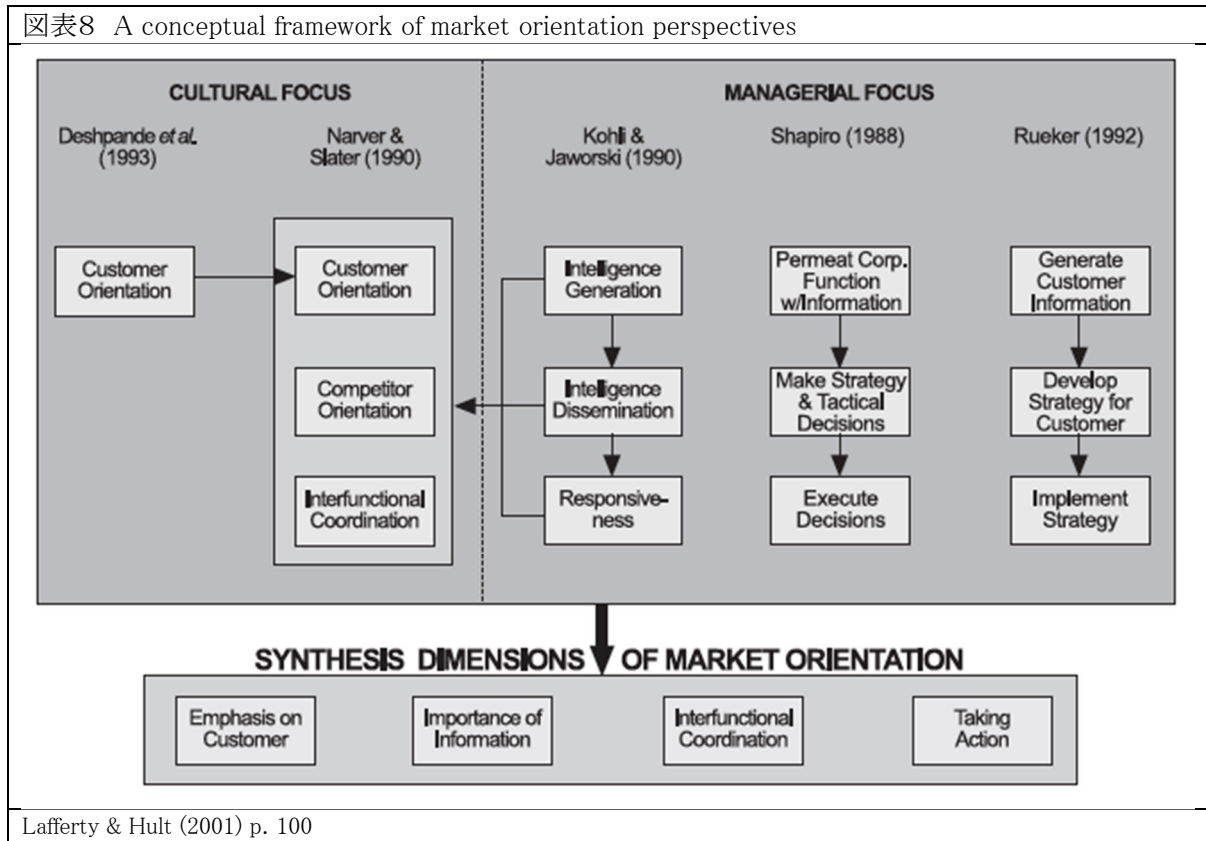 図表8 A conceptual framework of market orientation perspectives
CULTURAL FOCUS
Deshpande et al.
(1993)
Narver &
Slater (1990)
MANAGERIAL FOCUS
Kohli &
Jaworski (1990)
Shapiro (1988)
Rueker (1992)
Customer
Orientation
Customer
Orientation
Competitor
Orientation
Interfunctional
Coordination
Intelligence
Generation
Intelligence
Dissemination
Responsive-
ness
Permeat Corp.
Function
w/Information
Make Strategy
& Tactical
Decisions
Execute
Decisions
Generate
Customer
Information
Develop
Strategy for
Customer
Implement
Strategy
SYNTHESIS DIMENSIONS OF MARKET ORIENTATION
Emphasis on
Customer
Importance of
Information
Interfunctional
Coordination
Taking
Action
Lafferty & Hult (2001) p. 100